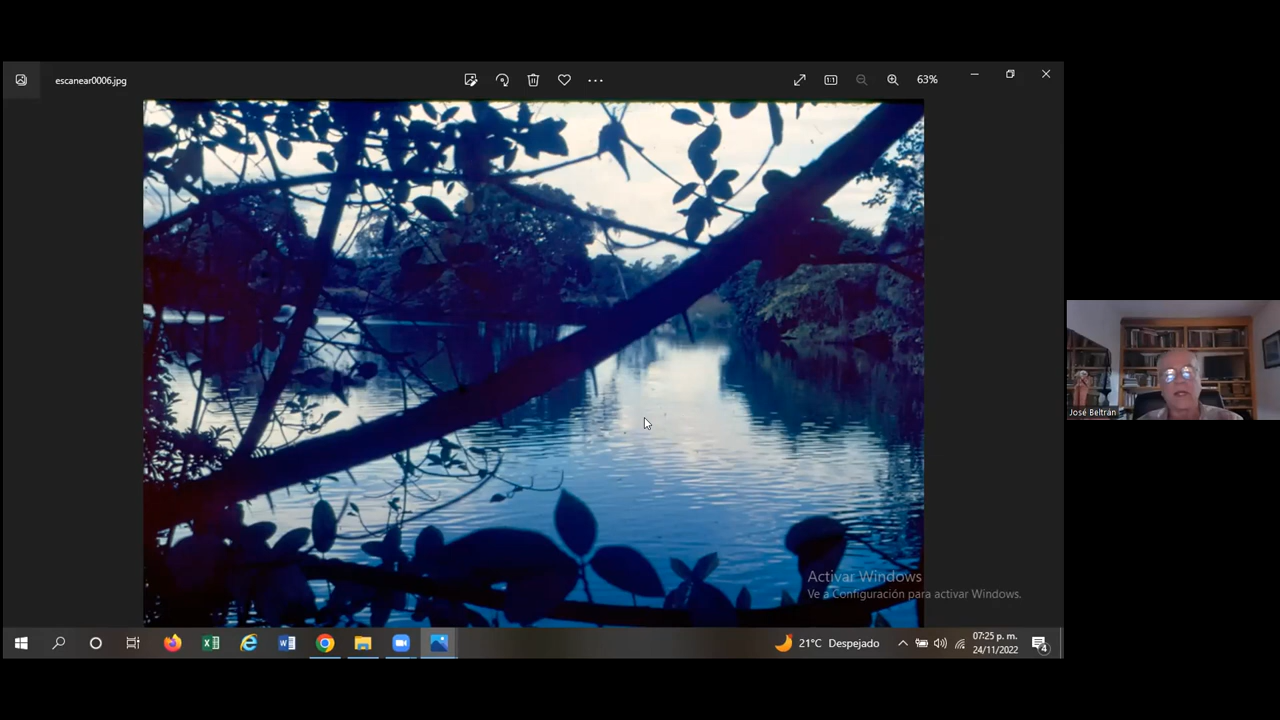 escanear0006.jpg
63%
José Beltrán
Activar Windows
Ve a Configuración para activar Windows.
21°C Despejado
07:25 p. m.
24/11/2022
4